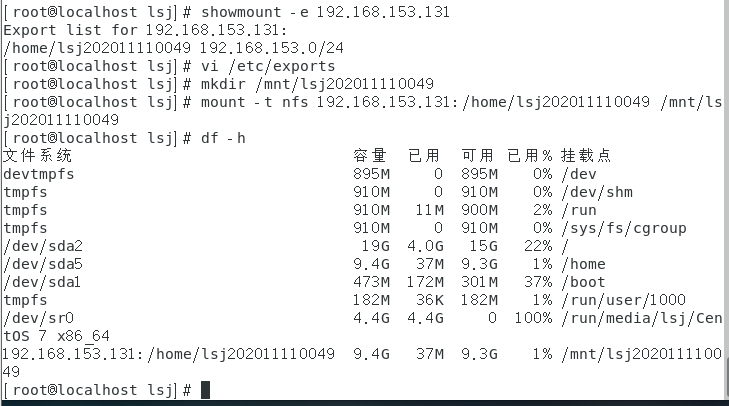 [root@localhost lsj]# showmount -e 192.168.153.131
Export list for 192.168.153.131:
/home/lsj202011110049 192.168.153.0/24
[root@localhost lsj]# vi /etc/exports
[root@localhost lsj]# mkdir /mnt/lsj202011110049
[root@localhost lsj]# mount -t nfs 192.168.153.131:/home/lsj202011110049 /mnt/ls
j202011110049
[root@localhost lsj]# df -h
文件系统 容量 已用 可用 已用% 挂载点
devtmpfs 895M 0 895M 0% /dev
tmpfs 910M 0 910M 0% /dev/shm
tmpfs 910M 11M 900M 2% /run
tmpfs 910M 0 910M 0% /sys/fs/cgroup
/dev/sda2 19G 4.0G 15G 22% /
/dev/sda5 9.4G 37M 9.3G 1% /home
/dev/sda1 473M 172M 301M 37% /boot
tmpfs 182M 36K 182M 1% /run/user/1000
/dev/sr0 4.4G 4.4G 0 100% /run/media/lsj/Cen
tOS 7 x86_64
192.168.153.131:/home/lsj202011110049 9.4G 37M 9.3G 1% /mnt/lsj2020111100
49
[root@localhost lsj]#